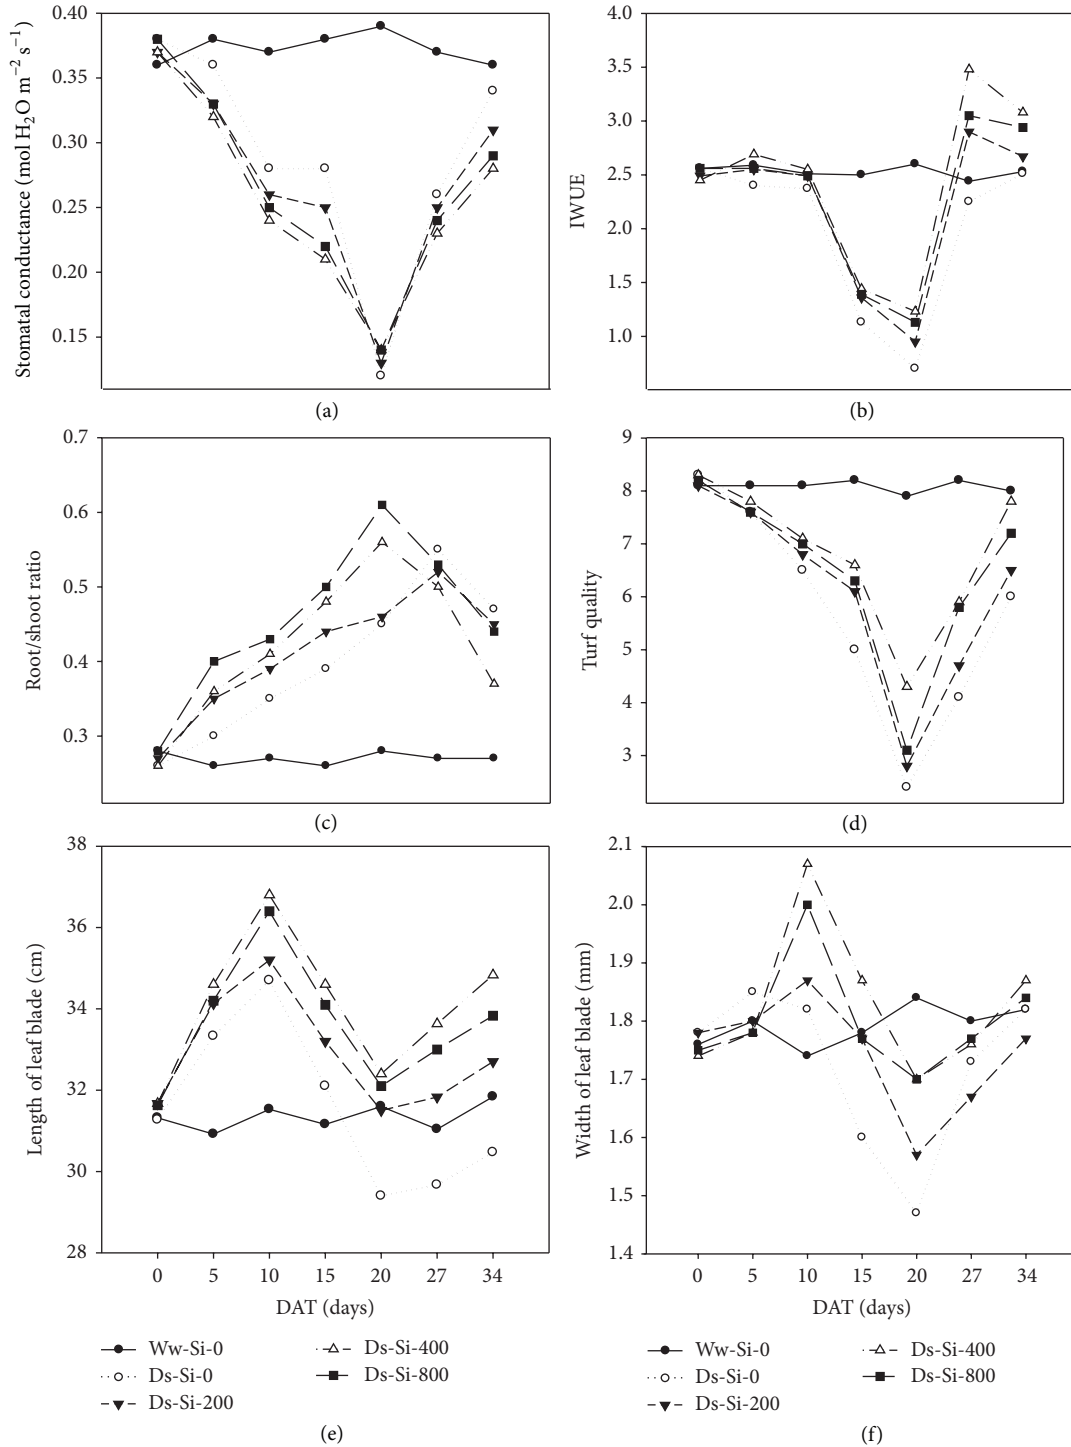 0.40
0.35
0.30
0.25
0.20
0.15
Stomatal conductance (mol H₂O m⁻² s⁻¹)
(a)
4.0
3.5
3.0
2.5
2.0
1.5
1.0
IWUE
(b)
0.7
0.6
0.5
0.4
0.3
Root/shoot ratio
(c)
9
8
7
6
5
4
3
Turf quality
(d)
38
36
34
32
30
28
Length of leaf blade (cm)
0 5 10 15 20 27 34
DAT (days)
Ww-Si-0
Ds-Si-0
Ds-Si-200
Ds-Si-400
Ds-Si-800
(e)
2.1
2.0
1.9
1.8
1.7
1.6
1.5
1.4
Width of leaf blade (mm)
0 5 10 15 20 27 34
DAT (days)
Ww-Si-0
Ds-Si-0
Ds-Si-200
Ds-Si-400
Ds-Si-800
(f)